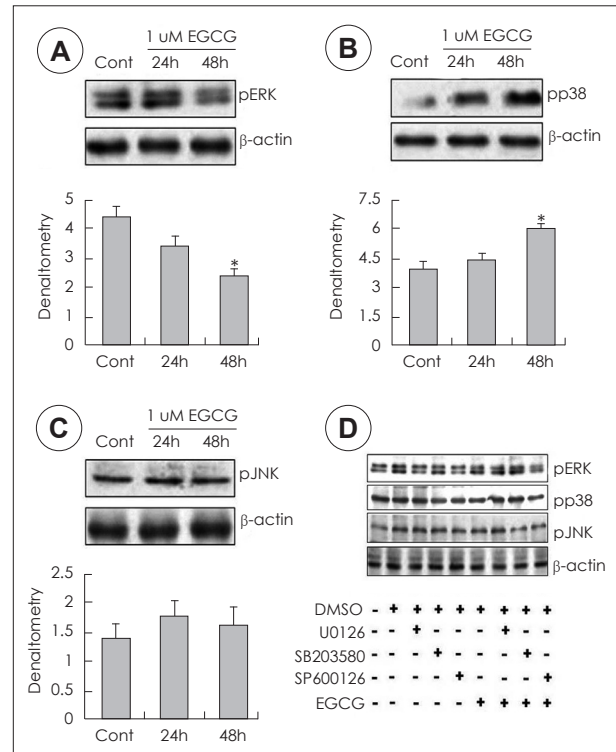 A
1 uM EGCG
Cont 24h 48h
pERK
β-actin
Denaltometry
5
4
3
2
1
0
Cont 24h 48h
*
B
1 uM EGCG
Cont 24h 48h
pp38
β-actin
Denaltometry
7.5
6
4.5
3
1.5
0
Cont 24h 48h
*
C
1 uM EGCG
Cont 24h 48h
pJNK
β-actin
Denaltometry
2.5
2
1.5
1
0.5
0
Cont 24h 48h
D
pERK
pp38
pJNK
β-actin
DMSO - + + + + + + + +
U0126 - - + - - - + - -
SB203580 - - - + - - - + -
SP600126 - - - - + - - - +
EGCG - - - - - + + + +